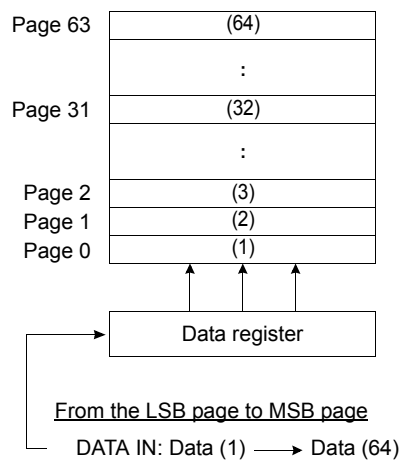 Page 63 (64)
:
Page 31 (32)
:
Page 2 (3)
Page 1 (2)
Page 0 (1)
Data register
From the LSB page to MSB page
DATA IN: Data (1) Data (64)